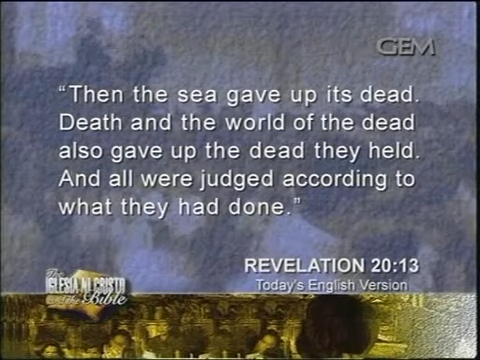 GEM
“Then the sea gave up its dead.
Death and the world of the dead
also gave up the dead they held.
And all were judged according to
what they had done.”
REVELATION 20:13
Today's English Version
The
IGLESIA NI CRISTO
and The Bible